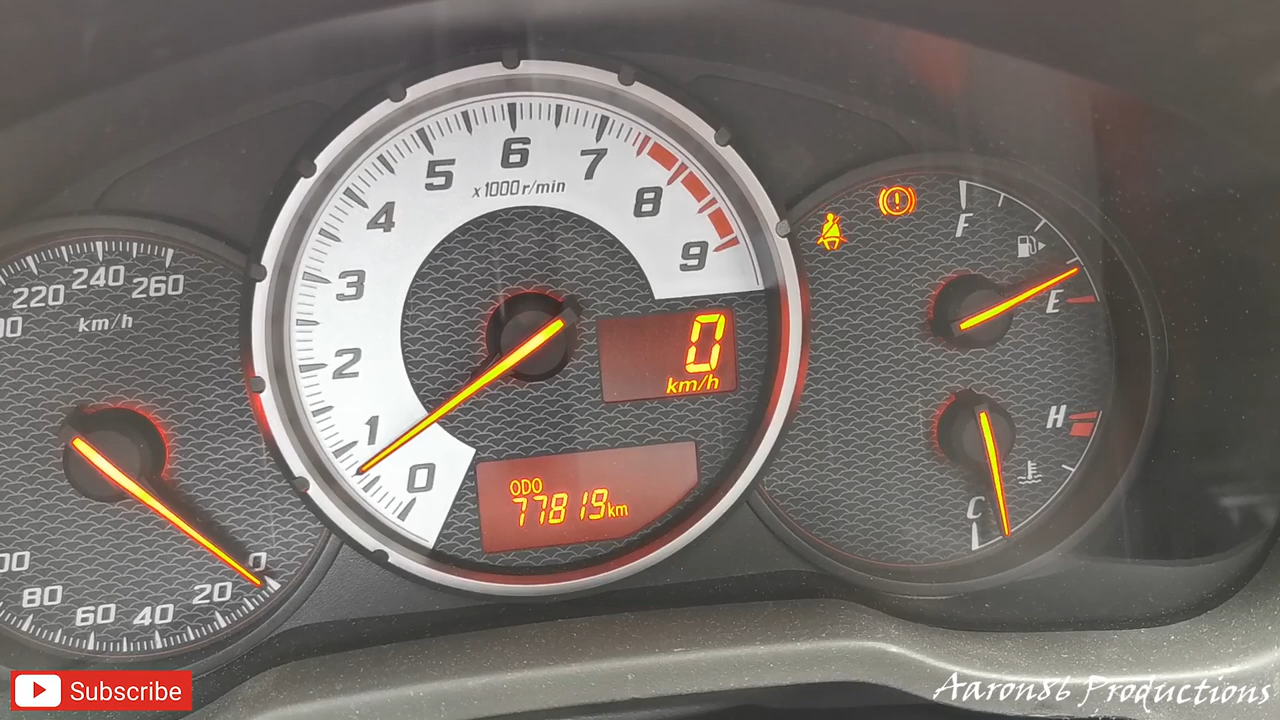 220 240 260
km/h
80 60 40 20 0
0 1 2 3 4 5 6 7 8 9
x1000r/min
0
km/h
ODO
77819km
F
E
H
C
Subscribe
Aaron86 Productions